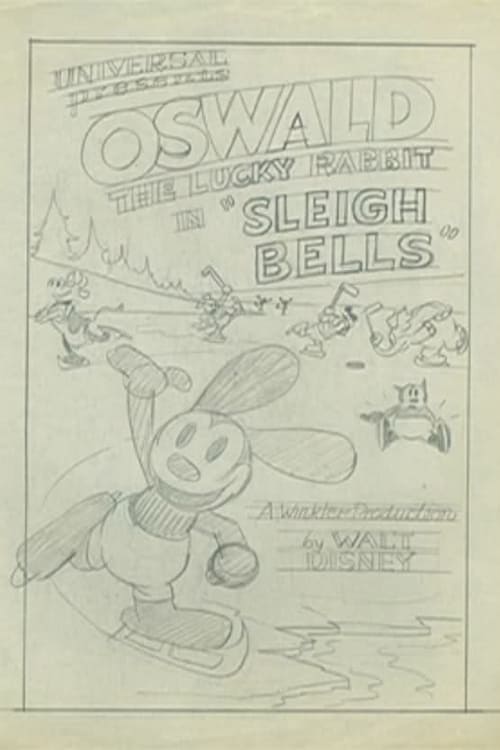 UNIVERSAL
presents
OSWALD
THE LUCKY RABBIT
IN "SLEIGH
BELLS"
A Winkler Production
by WALT
DISNEY